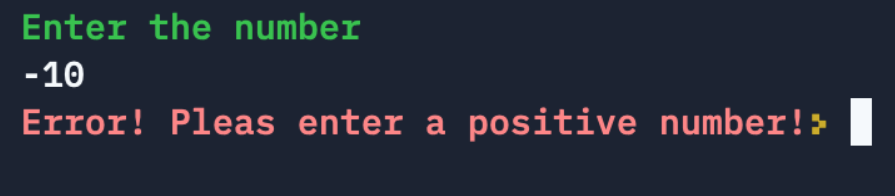 Enter the number
-10
Error! Pleas enter a positive number!>